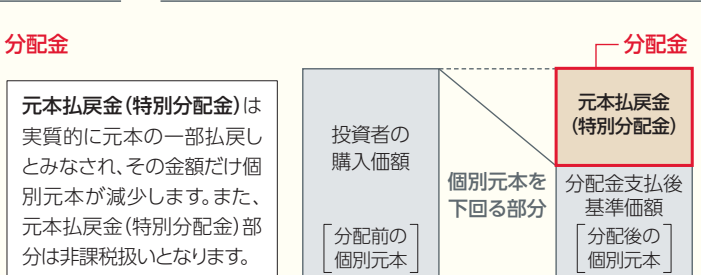 分配金
元本払戻金(特別分配金)は
実質的に元本の一部払戻し
とみなされ、その金額だけ個
別元本が減少します。また、
元本払戻金(特別分配金)部
分は非課税扱いとなります。
投資者の
購入価額
分配前の
個別元本
個別元本を
下回る部分
分配金
元本払戻金
(特別分配金)
分配金支払後
基準価額
分配後の
個別元本